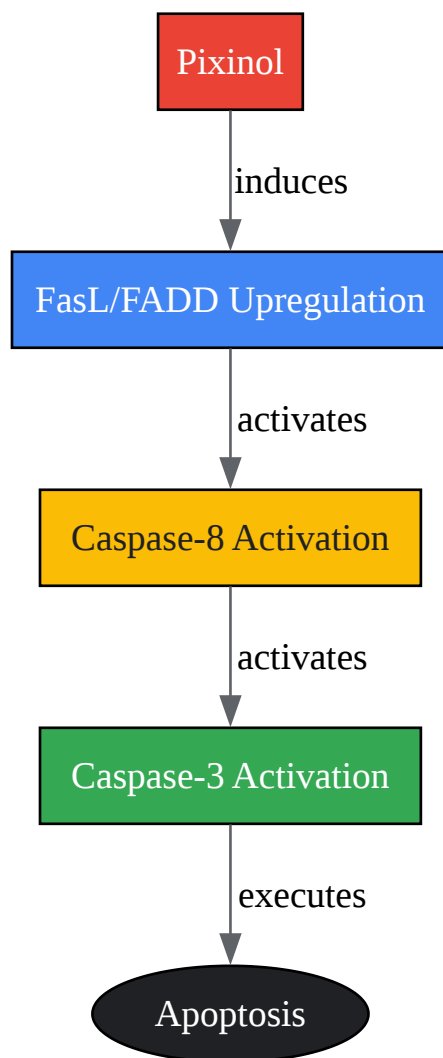 Pixinol
induces
FasL/FADD Upregulation
activates
Caspase-8 Activation
activates
Caspase-3 Activation
executes
Apoptosis